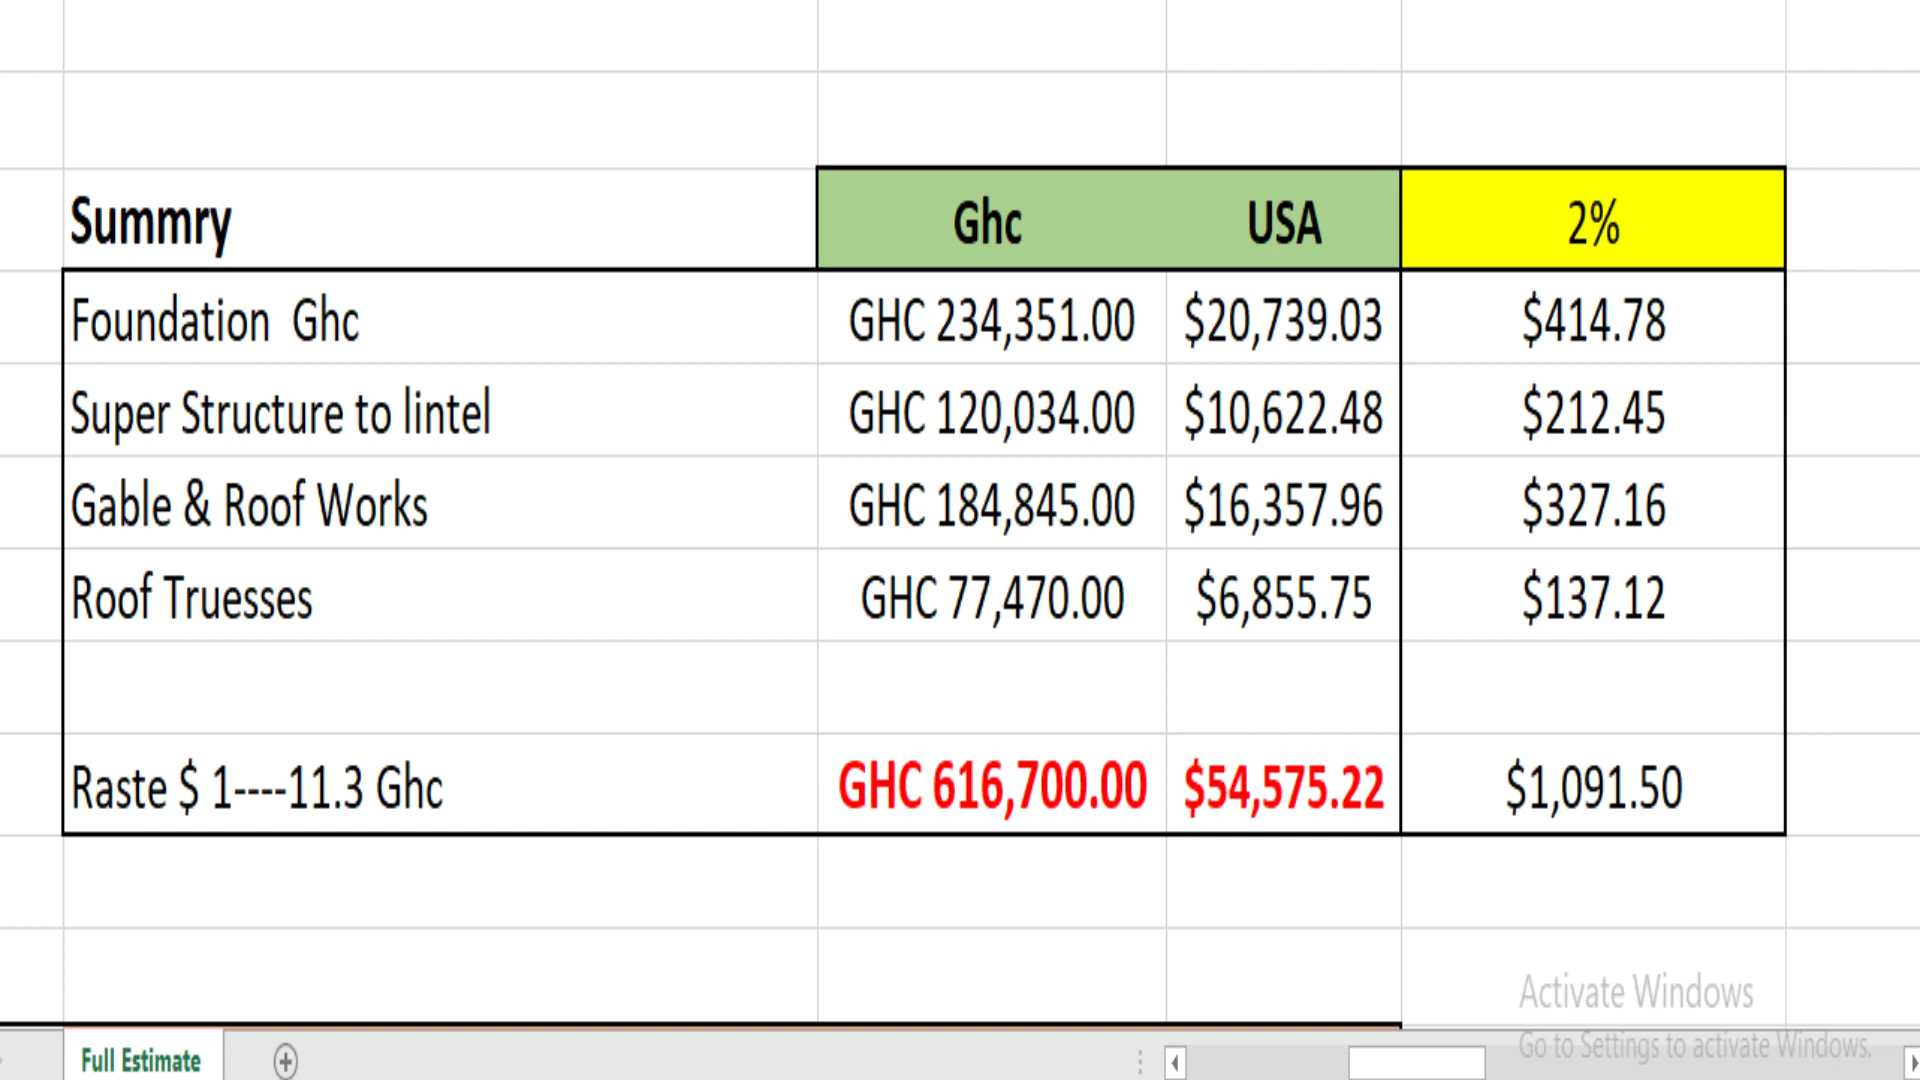 Summry Ghc USA 2%
Foundation Ghc GHC 234,351.00 $20,739.03 $414.78
Super Structure to lintel GHC 120,034.00 $10,622.48 $212.45
Gable & Roof Works GHC 184,845.00 $16,357.96 $327.16
Roof Truesses GHC 77,470.00 $6,855.75 $137.12
Raste $ 1----11.3 Ghc GHC 616,700.00 $54,575.22 $1,091.50
Activate Windows
Go to Settings to activate Windows.
Full Estimate